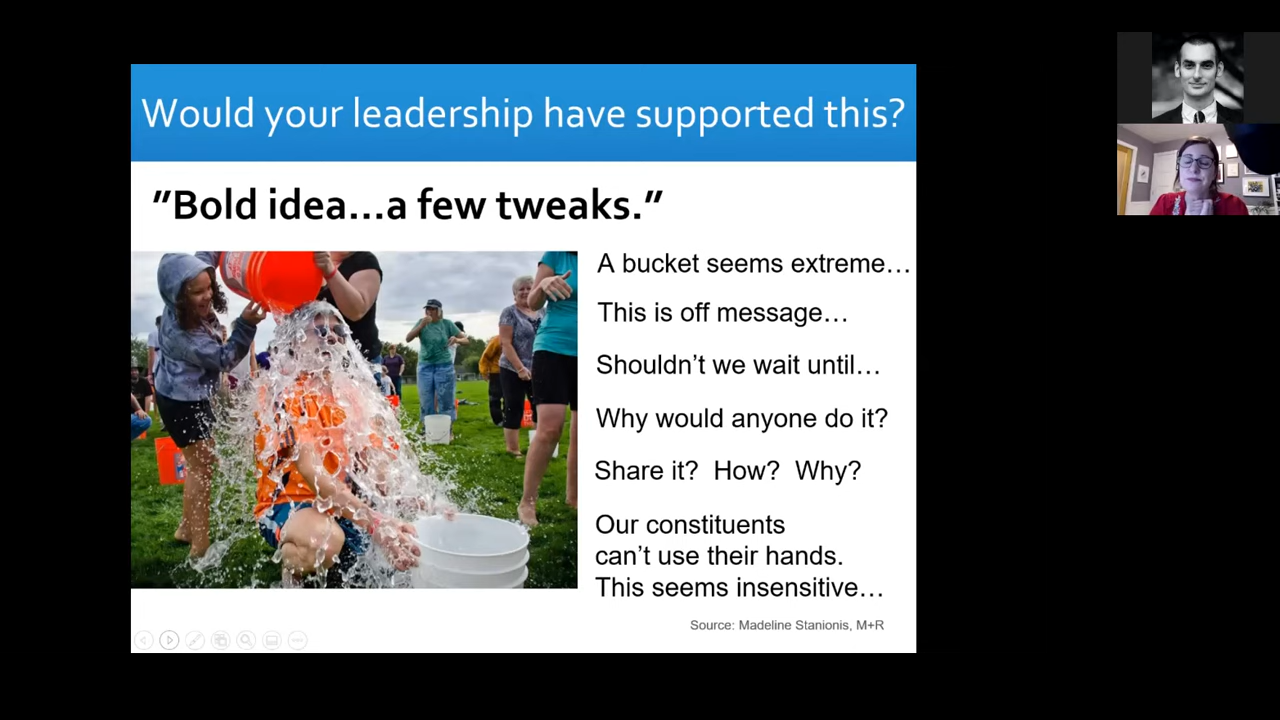 Would your leadership have supported this?
”Bold idea...a few tweaks.”
A bucket seems extreme...
This is off message...
Shouldn’t we wait until...
Why would anyone do it?
Share it?  How?  Why?
Our constituents
can’t use their hands.
This seems insensitive...
Source: Madeline Stanionis, M+R